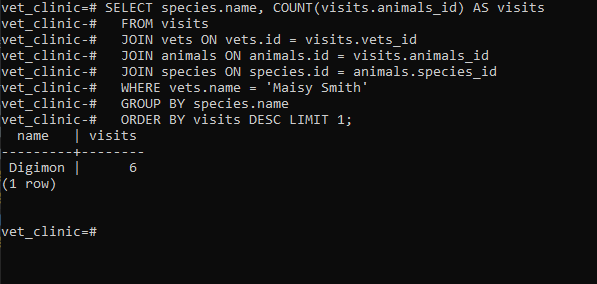 vet_clinic=# SELECT species.name, COUNT(visits.animals_id) AS visits
vet_clinic-#   FROM visits
vet_clinic-#   JOIN vets ON vets.id = visits.vets_id
vet_clinic-#   JOIN animals ON animals.id = visits.animals_id
vet_clinic-#   JOIN species ON species.id = animals.species_id
vet_clinic-#   WHERE vets.name = 'Maisy Smith'
vet_clinic-#   GROUP BY species.name
vet_clinic-#   ORDER BY visits DESC LIMIT 1;
  name   | visits
---------+--------
 Digimon |      6
(1 row)
vet_clinic=#